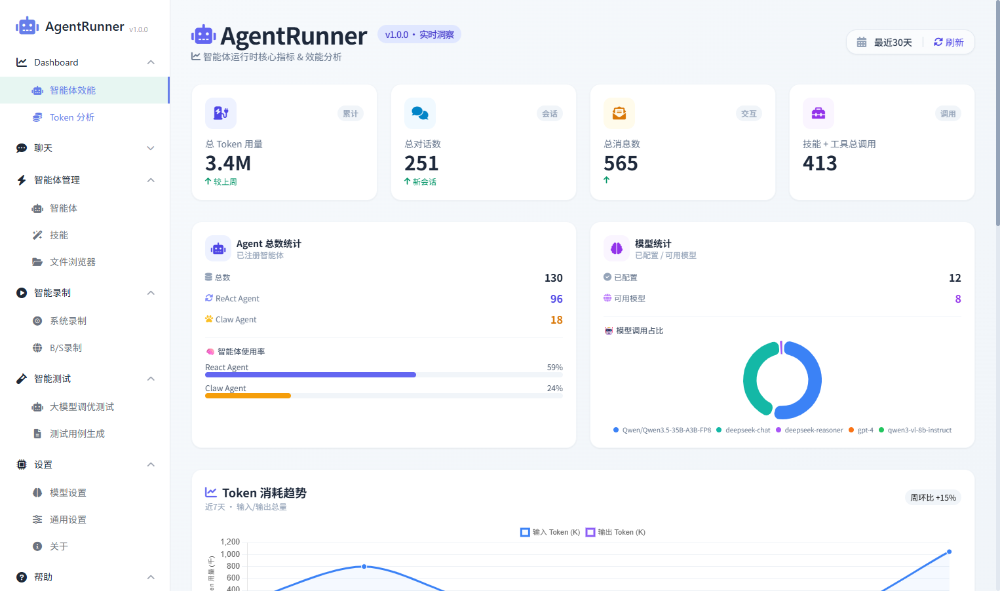 AgentRunner v1.0.0
Dashboard
智能体效能
Token 分析
聊天
智能体管理
智能体
技能
文件浏览器
智能录制
系统录制
B/S录制
智能测试
大模型调优测试
测试用例生成
设置
模型设置
通用设置
关于
帮助
AgentRunner
v1.0.0 • 实时洞察
智能体运行时核心指标 & 效能分析
最近30天
刷新
累计
总 Token 用量
3.4M
较上周
会话
总对话数
251
新会话
交互
总消息数
565
调用
技能 + 工具总调用
413
Agent 总数统计
已注册智能体
总数 130
ReAct Agent 96
Claw Agent 18
智能体使用率
React Agent 59%
Claw Agent 24%
模型统计
已配置 / 可用模型
已配置 12
可用模型 8
模型调用占比
Qwen/Qwen3.5-35B-A3B-FP8 deepseek-chat deepseek-reasoner gpt-4 qwen3-vl-8b-instruct
Token 消耗趋势
近7天 • 输入/输出总量
周环比 +15%
输入 Token (K) 输出 Token (K)
1,200
1,000
800
600
400
用量 (千)